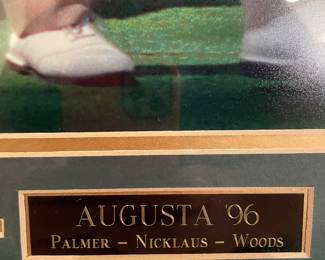 AUGUSTA '96
PALMER – NICKLAUS – WOODS